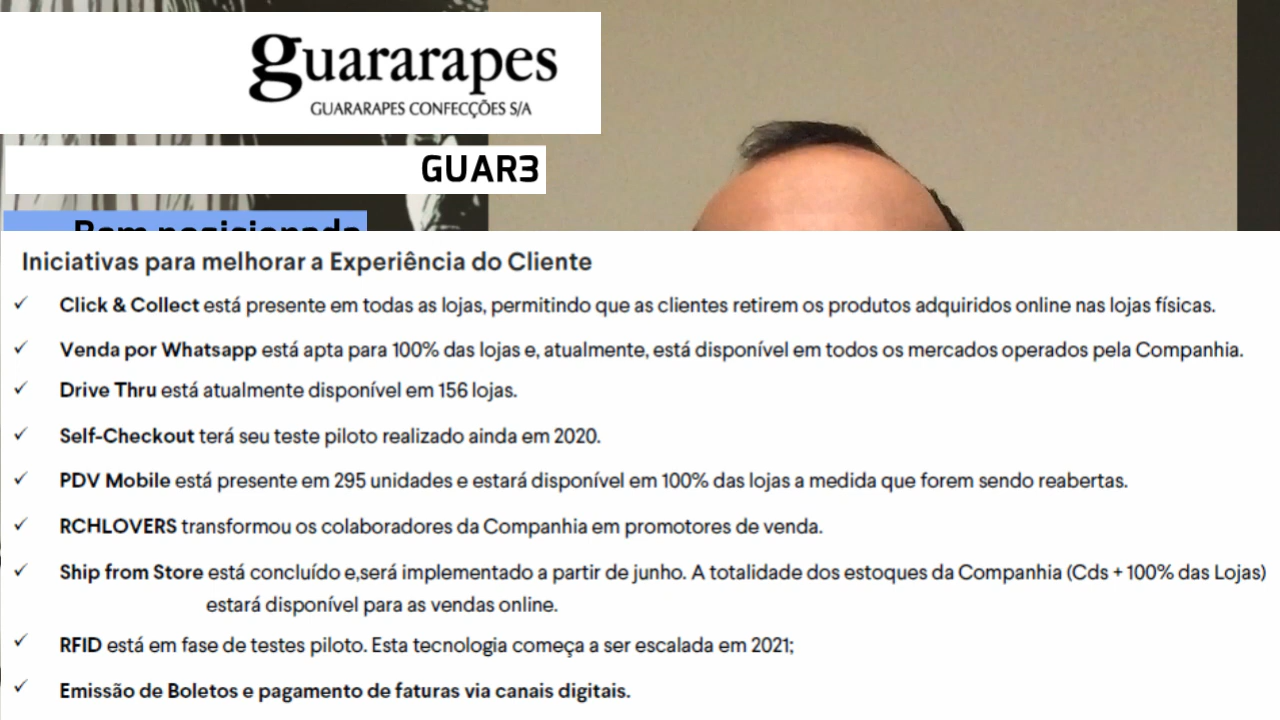 guararapes
GUARARAPES CONFECÇÕES S/A
GUAR3
Bem posicionada
Iniciativas para melhorar a Experiência do Cliente
✓ Click & Collect está presente em todas as lojas, permitindo que as clientes retirem os produtos adquiridos online nas lojas físicas.
✓ Venda por Whatsapp está apta para 100% das lojas e, atualmente, está disponível em todos os mercados operados pela Companhia.
✓ Drive Thru está atualmente disponível em 156 lojas.
✓ Self-Checkout terá seu teste piloto realizado ainda em 2020.
✓ PDV Mobile está presente em 295 unidades e estará disponível em 100% das lojas a medida que forem sendo reabertas.
✓ RCHLOVERS transformou os colaboradores da Companhia em promotores de venda.
✓ Ship from Store está concluído e,será implementado a partir de junho. A totalidade dos estoques da Companhia (Cds + 100% das Lojas)
estará disponível para as vendas online.
✓ RFID está em fase de testes piloto. Esta tecnologia começa a ser escalada em 2021;
✓ Emissão de Boletos e pagamento de faturas via canais digitais.